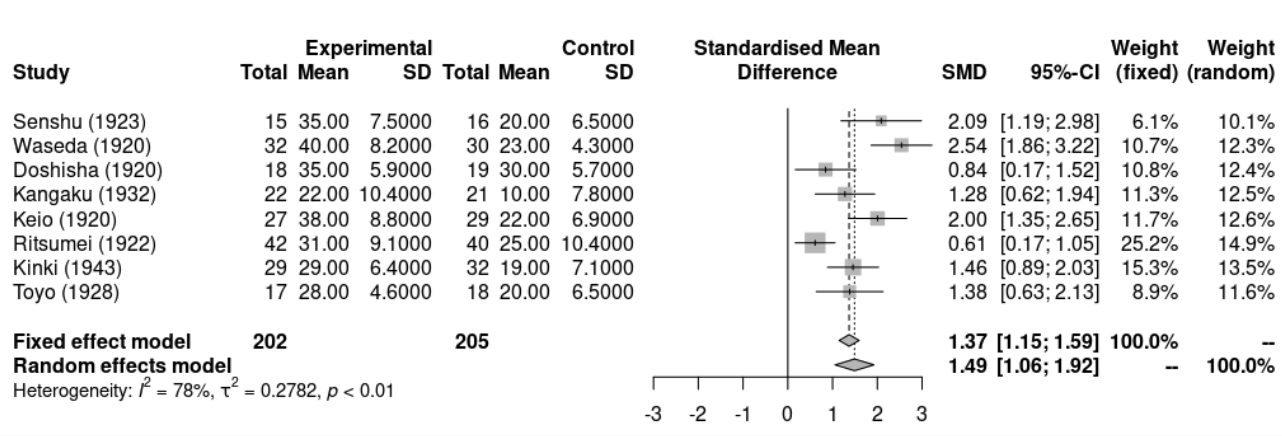 Experimental Control Standardised Mean Weight Weight
Study Total Mean SD Total Mean SD Difference SMD 95%-CI (fixed) (random)
Senshu (1923) 15 35.00 7.5000 16 20.00 6.5000 2.09 [1.19; 2.98] 6.1% 10.1%
Waseda (1920) 32 40.00 8.2000 30 23.00 4.3000 2.54 [1.86; 3.22] 10.7% 12.3%
Doshisha (1920) 18 35.00 5.9000 19 30.00 5.7000 0.84 [0.17; 1.52] 10.8% 12.4%
Kangaku (1932) 22 22.00 10.4000 21 10.00 7.8000 1.28 [0.62; 1.94] 11.3% 12.5%
Keio (1920) 27 38.00 8.8000 29 22.00 6.9000 2.00 [1.35; 2.65] 11.7% 12.6%
Ritsumei (1922) 42 31.00 9.1000 40 25.00 10.4000 0.61 [0.17; 1.05] 25.2% 14.9%
Kinki (1943) 29 29.00 6.4000 32 19.00 7.1000 1.46 [0.89; 2.03] 15.3% 13.5%
Toyo (1928) 17 28.00 4.6000 18 20.00 6.5000 1.38 [0.63; 2.13] 8.9% 11.6%
Fixed effect model 202 205 1.37 [1.15; 1.59] 100.0% --
Random effects model 1.49 [1.06; 1.92] -- 100.0%
Heterogeneity: I² = 78%, τ² = 0.2782, p < 0.01
-3 -2 -1 0 1 2 3